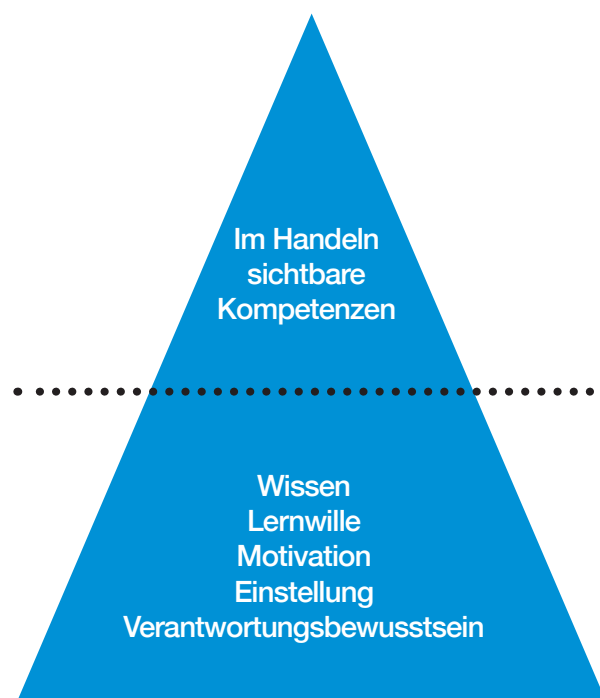 Im Handeln
sichtbare
Kompetenzen
Wissen
Lernwille
Motivation
Einstellung
Verantwortungsbewusstsein